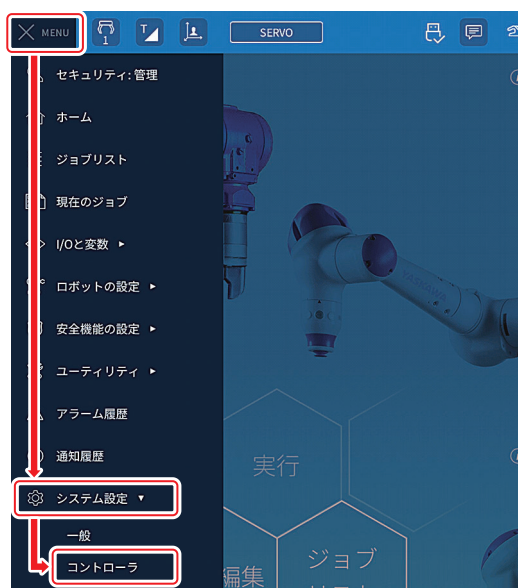 MENU
1
T
SERVO
セキュリティ:管理
ホーム
ジョブリスト
現在のジョブ
I/Oと変数 ▸
ロボットの設定 ▸
安全機能の設定 ▸
ユーティリティ ▸
アラーム履歴
通知履歴
システム設定 ▾
一般
コントローラ
YASKAWA
実行
編集
ジョブ